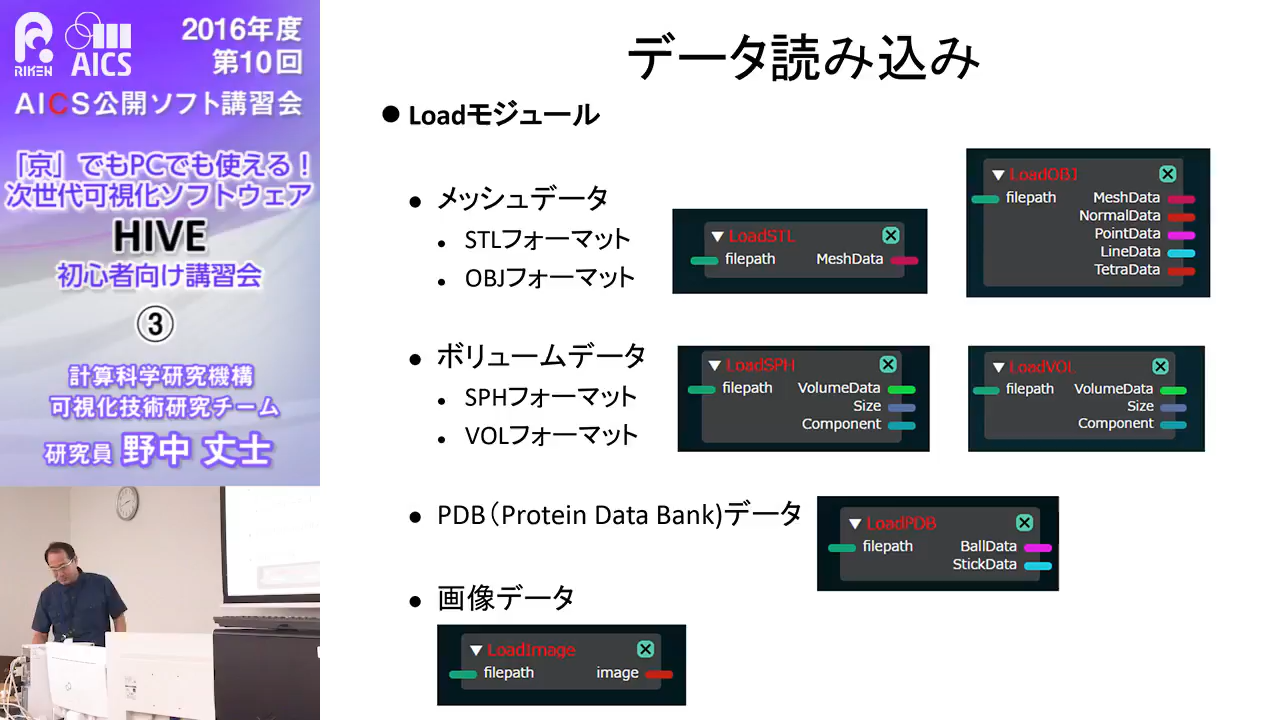 RIKEN
AICS
2016年度
第10回
AICS公開ソフト講習会
「京」でもPCでも使える！
次世代可視化ソフトウェア
HIVE
初心者向け講習会
③
計算科学研究機構
可視化技術研究チーム
研究員 野中 丈士
データ読み込み
● Loadモジュール
• メッシュデータ
• STLフォーマット
• OBJフォーマット
LoadSTL
filepath MeshData
LoadOBJ
filepath MeshData
NormalData
PointData
LineData
TetraData
• ボリュームデータ
• SPHフォーマット
• VOLフォーマット
LoadSPH
filepath VolumeData
Size
Component
LoadVOL
filepath VolumeData
Size
Component
• PDB（Protein Data Bank)データ
LoadPDB
filepath BallData
StickData
• 画像データ
LoadImage
filepath image